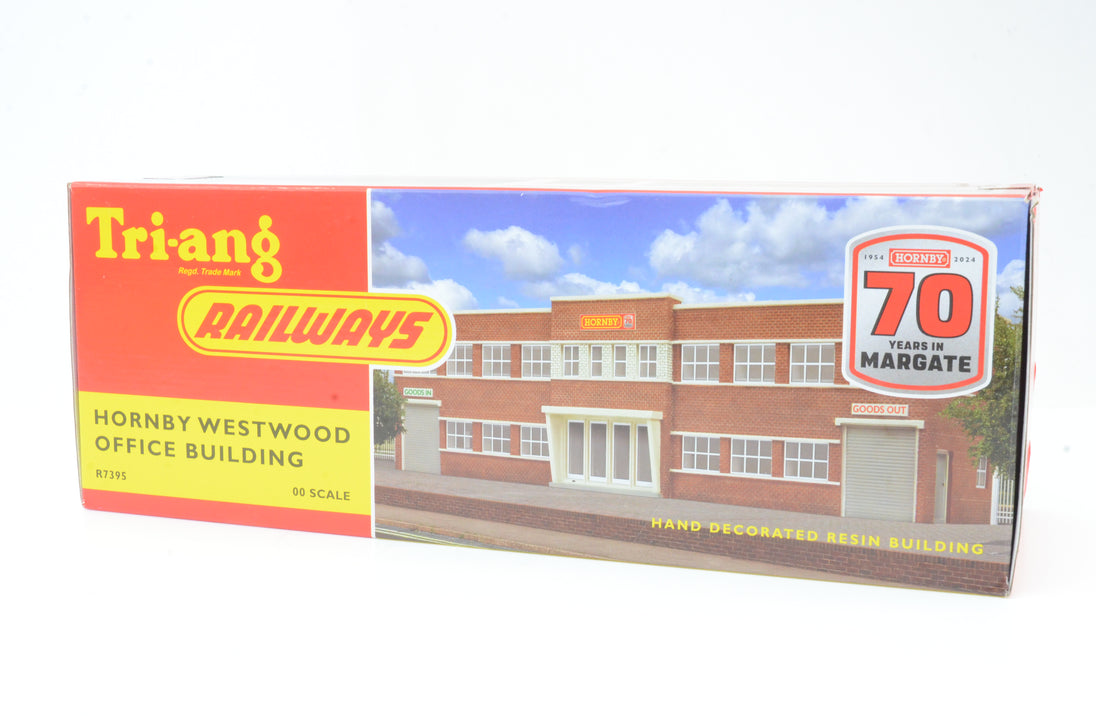 Tri-ang
Regd. Trade Mark
RAILWAYS
HORNBY WESTWOOD
OFFICE BUILDING
R7395
00 SCALE
HORNBY
GOODS IN
GOODS OUT
1954 HORNBY 2024
70
YEARS IN
MARGATE
HAND DECORATED RESIN BUILDING